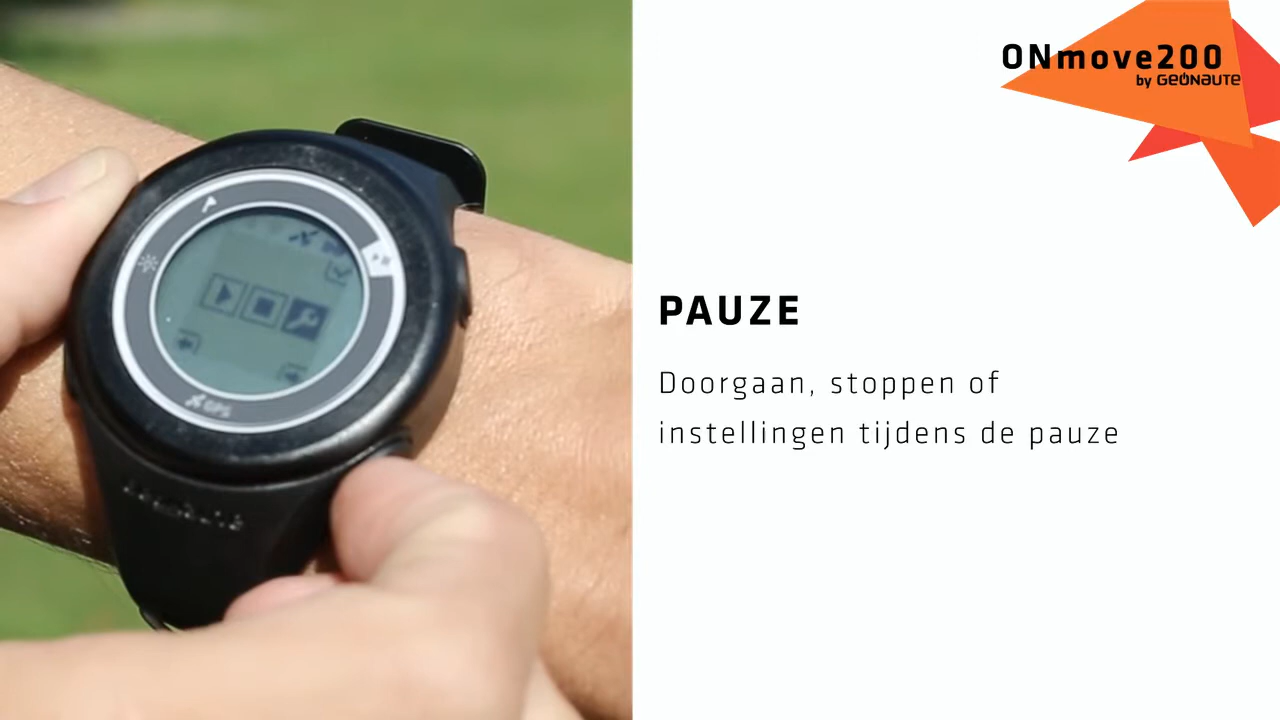 ONmove200
by GEONAUTE
PAUZE
Doorgaan, stoppen of
instellingen tijdens de pauze
GPS